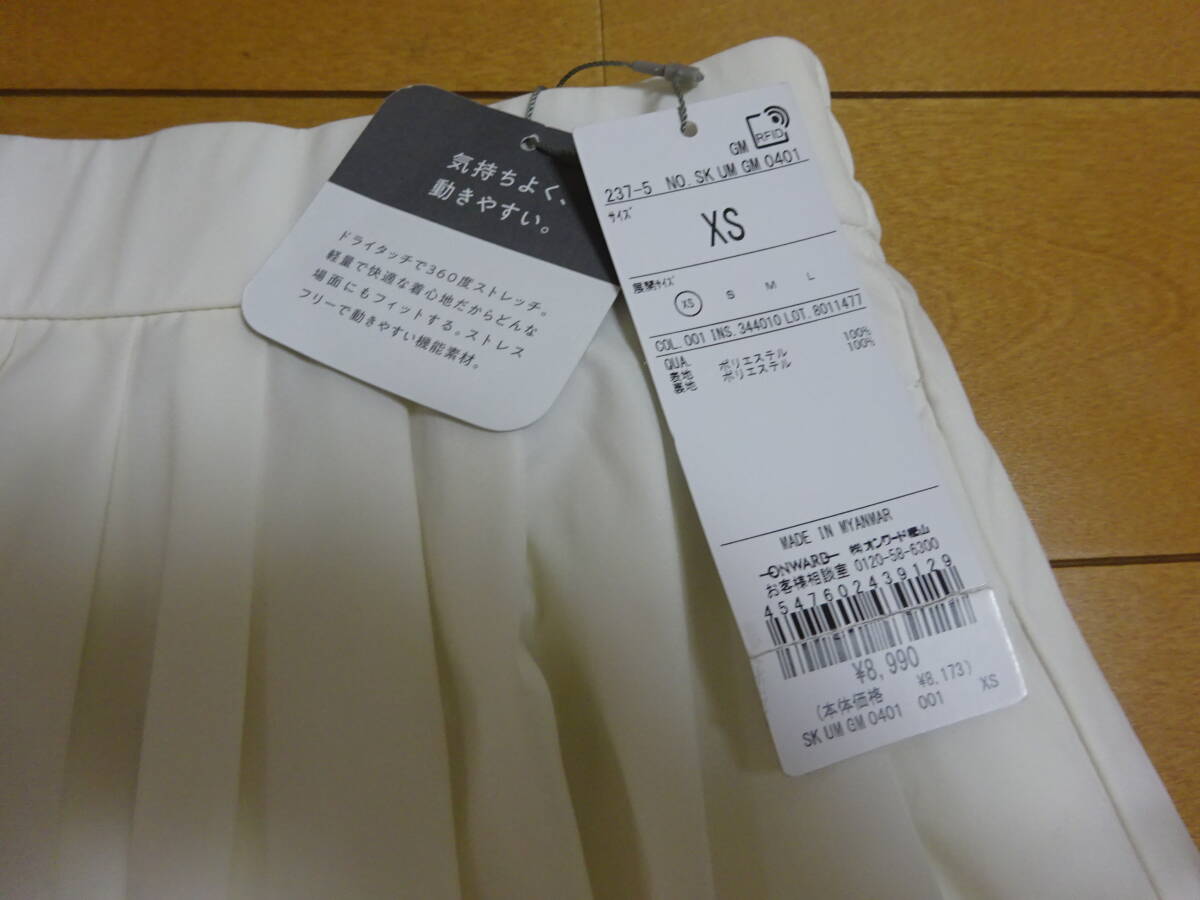 気持ちよく、
動きやすい。
ドライタッチで360度ストレッチ。
軽量で快適な着心地だからどんな
場面にもフィットする。ストレス
フリーで動きやすい機能素材。
GM RFID
237-5 NO. SK UM GM 0401
サイズ
XS
展開サイズ
XS S M L
COL. 001 INS. 344010 LOT. 8011477
QUA.
表地 ポリエステル 100%
裏地 ポリエステル 100%
MADE IN MYANMAR
ONWARD ㈱オンワード樫山
お客様相談室 0120-58-6300
4547602439129
¥8,990
(本体価格 ¥8,173)
SK UM GM 0401 001 XS